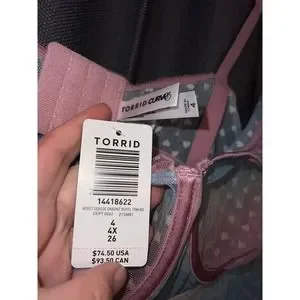 TORRID CURVE
4
TORRID
14418622
4
4X
26
$74.50 USA
$93.50 CAN